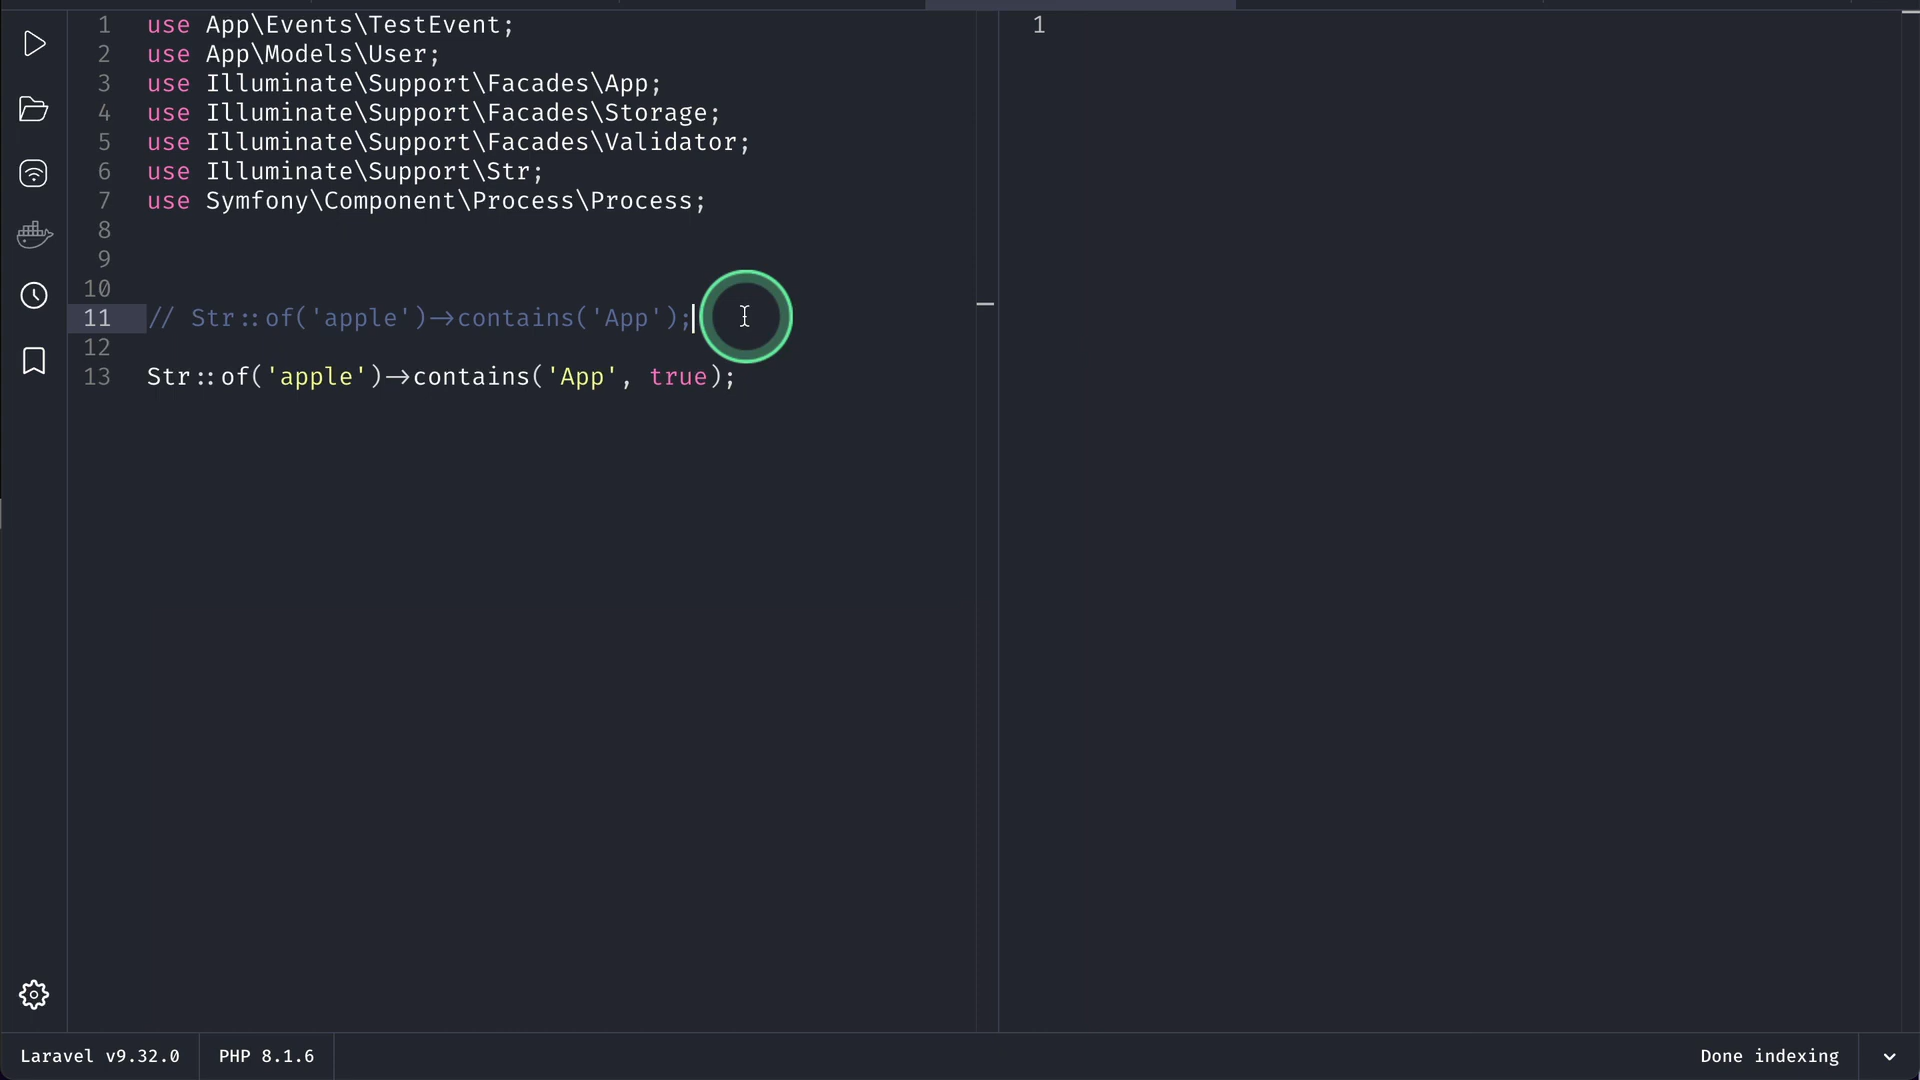 1 use App\Events\TestEvent;
2 use App\Models\User;
3 use Illuminate\Support\Facades\App;
4 use Illuminate\Support\Facades\Storage;
5 use Illuminate\Support\Facades\Validator;
6 use Illuminate\Support\Str;
7 use Symfony\Component\Process\Process;
8
9
10
11 // Str::of('apple')->contains('App');
12
13 Str::of('apple')->contains('App', true);
1
Laravel v9.32.0 PHP 8.1.6 Done indexing